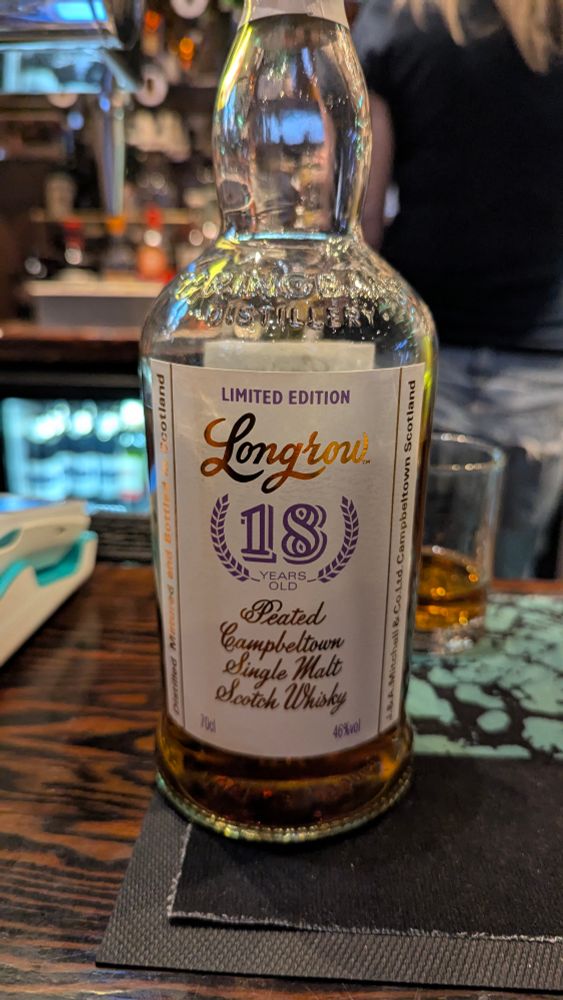 SPRINGBANK
DISTILLERY
LIMITED EDITION
Longrow™
18
YEARS
OLD
Peated
Campbeltown
Single Malt
Scotch Whisky
70cl
46%vol
Distilled Matured and Bottled in Scotland
J.&A.Mitchell & Co.Ltd.Campbeltown Scotland